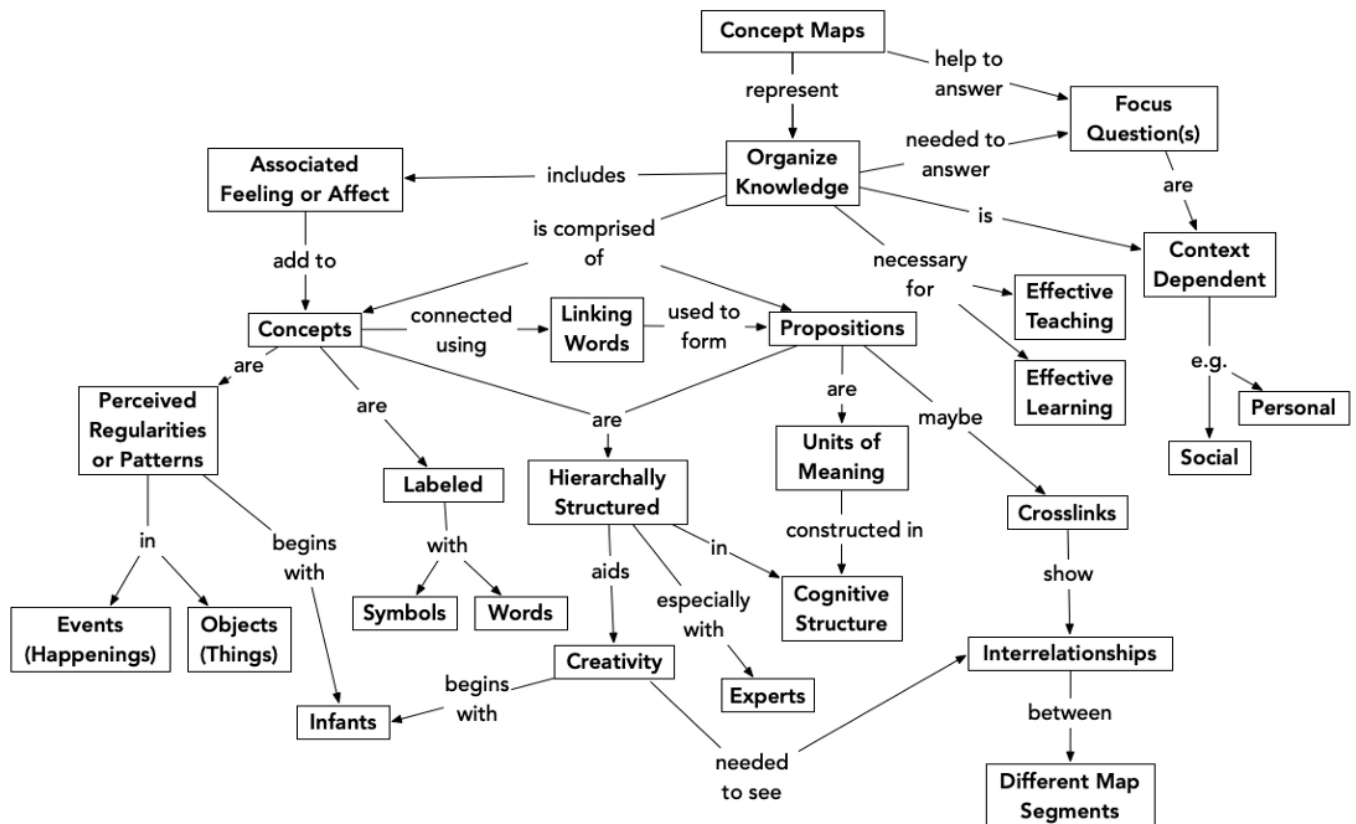 Concept Maps
help to
answer
represent
Focus
Question(s)
needed to
answer
Organize
Knowledge
Associated
Feeling or Affect
includes
are
is
is comprised
of
Context
Dependent
add to
necessary
for
Effective
Teaching
Concepts
connected
using
Linking
Words
used to
form
Propositions
e.g.
Effective
Learning
Personal
Social
are
Perceived
Regularities
or Patterns
are
are
are
maybe
Units of
Meaning
Labeled
Hierarchally
Structured
Crosslinks
in
begins
with
with
aids
in
constructed in
especially
with
show
Events
(Happenings)
Objects
(Things)
Symbols
Words
Cognitive
Structure
Creativity
Interrelationships
begins
with
Experts
Infants
between
needed
to see
Different Map
Segments